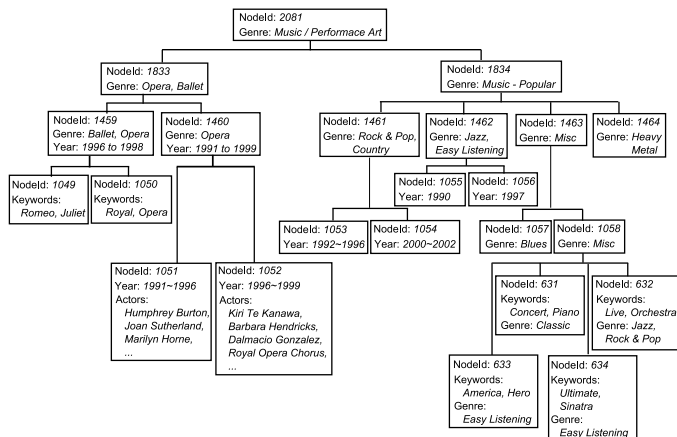 NodeId: 2081
Genre: Music / Performace Art
NodeId: 1833
Genre: Opera, Ballet
NodeId: 1834
Genre: Music - Popular
NodeId: 1459
Genre: Ballet, Opera
Year: 1996 to 1998
NodeId: 1460
Genre: Opera
Year: 1991 to 1999
NodeId: 1461
Genre: Rock & Pop,
Country
NodeId: 1462
Genre: Jazz,
Easy Listening
NodeId: 1463
Genre: Misc
NodeId: 1464
Genre: Heavy
Metal
NodeId: 1049
Keywords:
Romeo, Juliet
NodeId: 1050
Keywords:
Royal, Opera
NodeId: 1055
Year: 1990
NodeId: 1056
Year: 1997
NodeId: 1053
Year: 1992~1996
NodeId: 1054
Year: 2000~2002
NodeId: 1057
Genre: Blues
NodeId: 1058
Genre: Misc
NodeId: 1051
Year: 1991~1996
Actors:
Humphrey Burton,
Joan Sutherland,
Marilyn Horne,
...
NodeId: 1052
Year: 1996~1999
Actors:
Kiri Te Kanawa,
Barbara Hendricks,
Dalmacio Gonzalez,
Royal Opera Chorus,
...
NodeId: 631
Keywords:
Concert, Piano
Genre: Classic
NodeId: 632
Keywords:
Live, Orchestra
Genre: Jazz,
Rock & Pop
NodeId: 633
Keywords:
America, Hero
Genre:
Easy Listening
NodeId: 634
Keywords:
Ultimate,
Sinatra
Genre:
Easy Listening